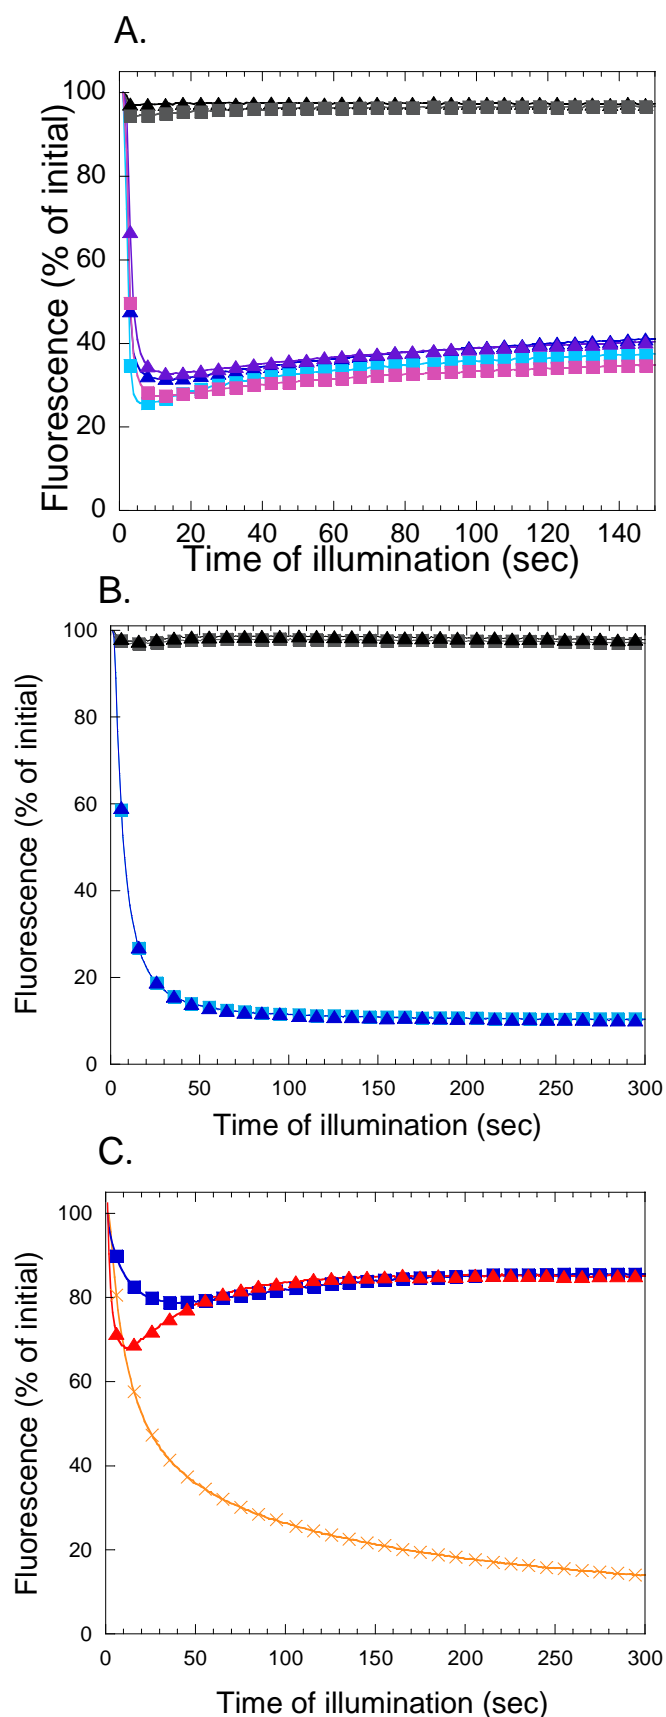 A.
Fluorescence (% of initial)
100
80
60
40
20
0
0 20 40 60 80 100 120 140
Time of illumination (sec)
B.
Fluorescence (% of initial)
100
80
60
40
20
0
0 50 100 150 200 250 300
Time of illumination (sec)
C.
Fluorescence (% of initial)
100
80
60
40
20
0
0 50 100 150 200 250 300
Time of illumination (sec)